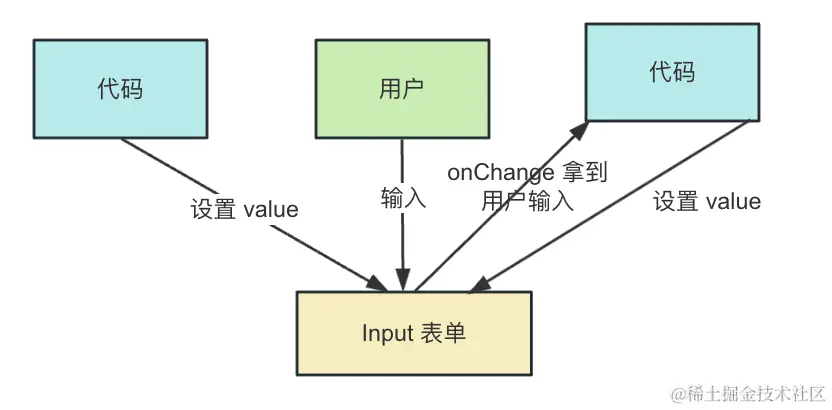 代码
用户
代码
设置 value
输入
onChange 拿到
用户输入
设置 value
Input 表单
@稀土掘金技术社区